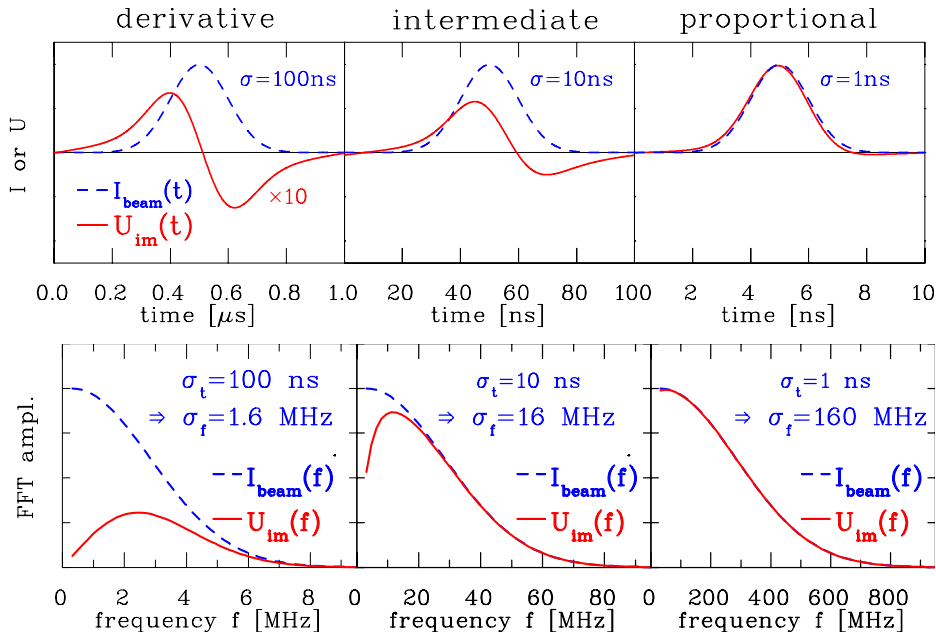 derivative intermediate proportional
I or U
σ=100ns σ=10ns σ=1ns
I_beam(t)
U_im(t) ×10
0.0 0.2 0.4 0.6 0.8 1.0 20 40 60 80 100 2 4 6 8 10
time [μs] time [ns] time [ns]
FFT ampl.
σ_t=100 ns σ_t=10 ns σ_t=1 ns
⇒ σ_f=1.6 MHz ⇒ σ_f=16 MHz ⇒ σ_f=160 MHz
I_beam(f) I_beam(f) I_beam(f)
U_im(f) U_im(f) U_im(f)
0 2 4 6 8 0 20 40 60 80 0 200 400 600 800
frequency f [MHz] frequency f [MHz] frequency f [MHz]